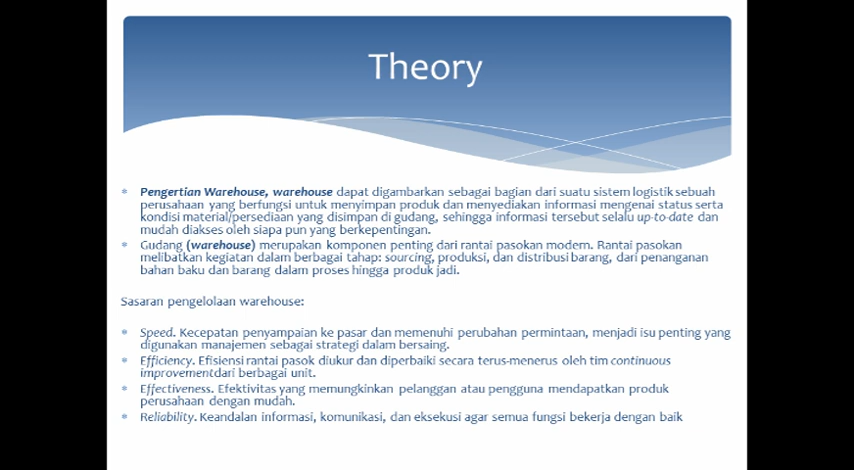 Theory
Pengertian Warehouse, warehouse dapat digambarkan sebagai bagian dari suatu sistem logistik sebuah
perusahaan yang berfungsi untuk menyimpan produk dan menyediakan informasi mengenai status serta
kondisi material/persediaan yang disimpan di gudang, sehingga informasi tersebut selalu up-to-date dan
mudah diakses oleh siapa pun yang berkepentingan.
Gudang (warehouse) merupakan komponen penting dari rantai pasokan modern. Rantai pasokan
melibatkan kegiatan dalam berbagai tahap: sourcing, produksi, dan distribusi barang, dari penanganan
bahan baku dan barang dalam proses hingga produk jadi.
Sasaran pengelolaan warehouse:
Speed. Kecepatan penyampaian ke pasar dan memenuhi perubahan permintaan, menjadi isu penting yang
digunakan manajemen sebagai strategi dalam bersaing.
Efficiency. Efisiensi rantai pasok diukur dan diperbaiki secara terus-menerus oleh tim continuous
improvementdari berbagai unit.
Effectiveness. Efektivitas yang memungkinkan pelanggan atau pengguna mendapatkan produk
perusahaan dengan mudah.
Reliability. Keandalan informasi, komunikasi, dan eksekusi agar semua fungsi bekerja dengan baik